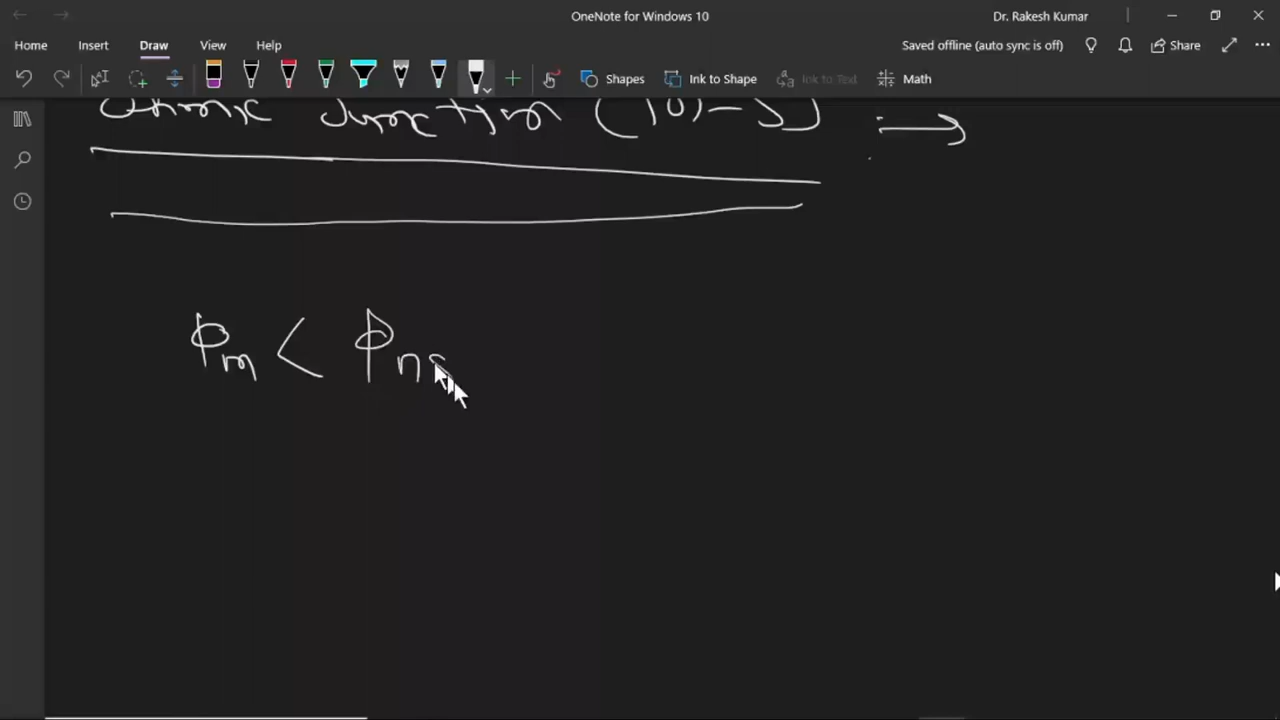 OneNote for Windows 10
Dr. Rakesh Kumar
Home Insert Draw View Help
Saved offline (auto sync is off)
Share
Shapes
Ink to Shape
Ink to Text
Math
Ohmic Junction (M-S) :→
Φm < Φns